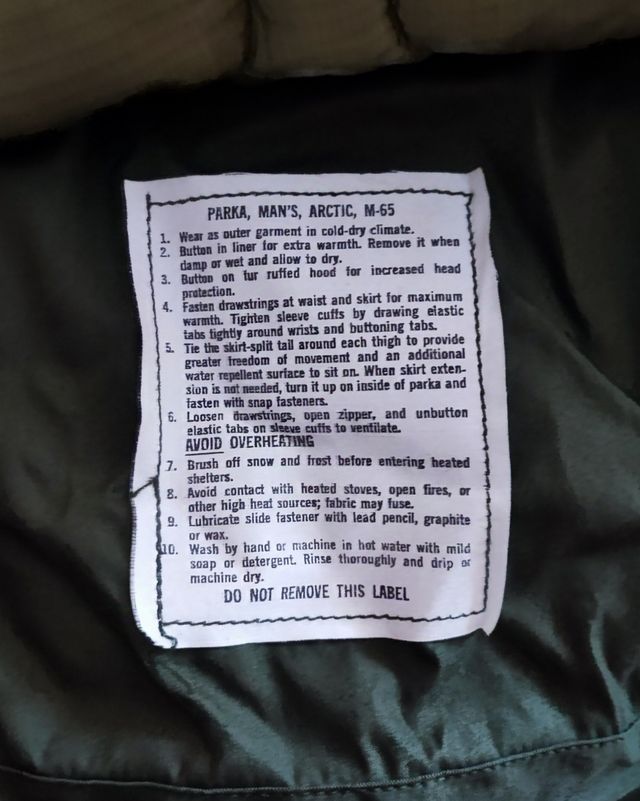 PARKA, MAN'S, ARCTIC, M-65
1. Wear as outer garment in cold-dry climate.
2. Button in liner for extra warmth. Remove it when
damp or wet and allow to dry.
3. Button on fur ruffed hood for increased head
protection.
4. Fasten drawstrings at waist and skirt for maximum
warmth. Tighten sleeve cuffs by drawing elastic
tabs tightly around wrists and buttoning tabs.
5. Tie the skirt-split tail around each thigh to provide
greater freedom of movement and an additional
water repellent surface to sit on. When skirt exten-
sion is not needed, turn it up on inside of parka and
fasten with snap fasteners.
6. Loosen drawstrings, open zipper, and unbutton
elastic tabs on sleeve cuffs to ventilate.
AVOID OVERHEATING
7. Brush off snow and frost before entering heated
shelters.
8. Avoid contact with heated stoves, open fires, or
other high heat sources; fabric may fuse.
9. Lubricate slide fastener with lead pencil, graphite
or wax.
10. Wash by hand or machine in hot water with mild
soap or detergent. Rinse thoroughly and drip or
machine dry.
DO NOT REMOVE THIS LABEL